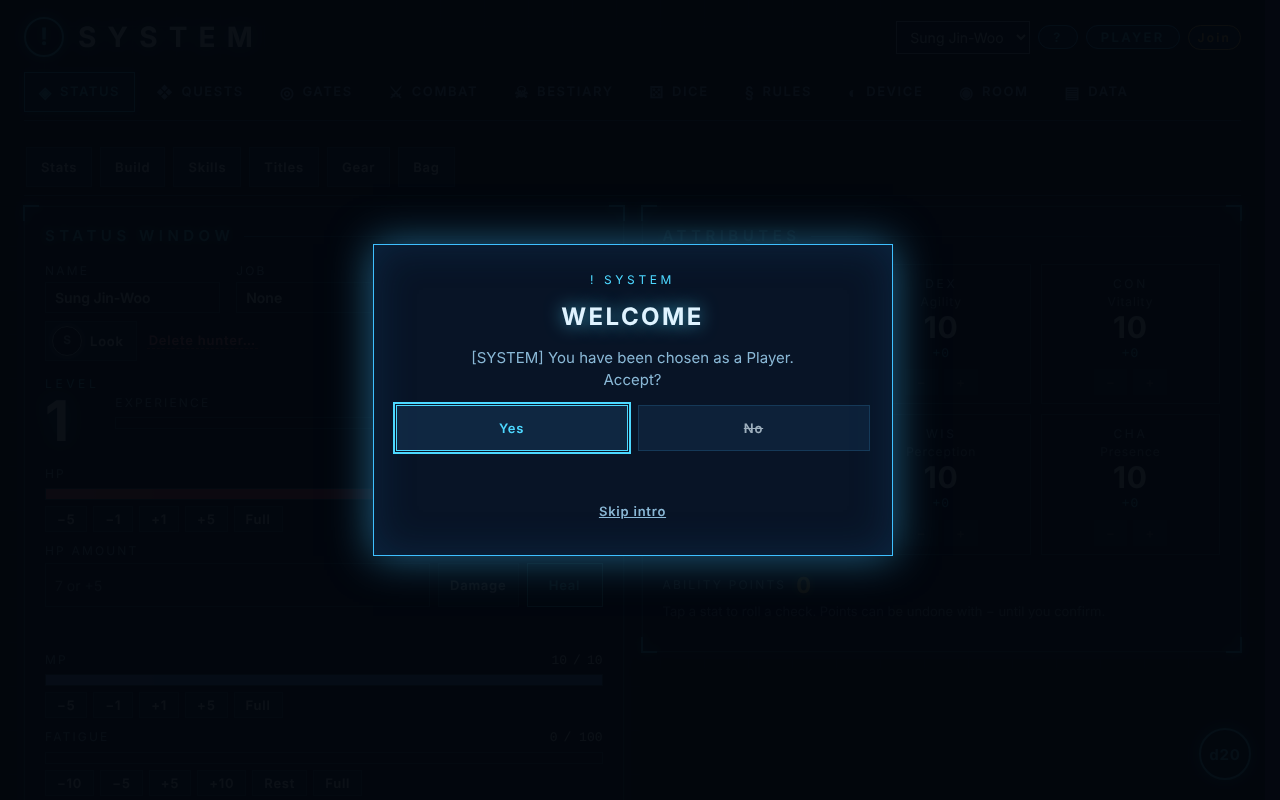 ! SYSTEM
Sung Jin-Woo PLAYER Join
STATUS QUESTS GATES COMBAT BESTIARY DICE § RULES DEVICE ROOM DATA
Stats Build Skills Titles Gear Bag
STATUS WINDOW
NAME JOB
Sung Jin-Woo None
Look Delete hunter...
LEVEL
1 EXPERIENCE
HP
−5 −1 +1 +5 Full
HP AMOUNT
Damage Heal
MP 10 / 10
−5 −1 +1 +5 Full
FATIGUE 0 / 100
−10 −5 +5 +10 Rest Full
ATTRIBUTES
DEX CON
10 10
WIS CHA
Perception
10 10
ABILITY POINTS 0
! SYSTEM
WELCOME
[SYSTEM] You have been chosen as a Player.
Accept?
Yes No
Skip intro
d20